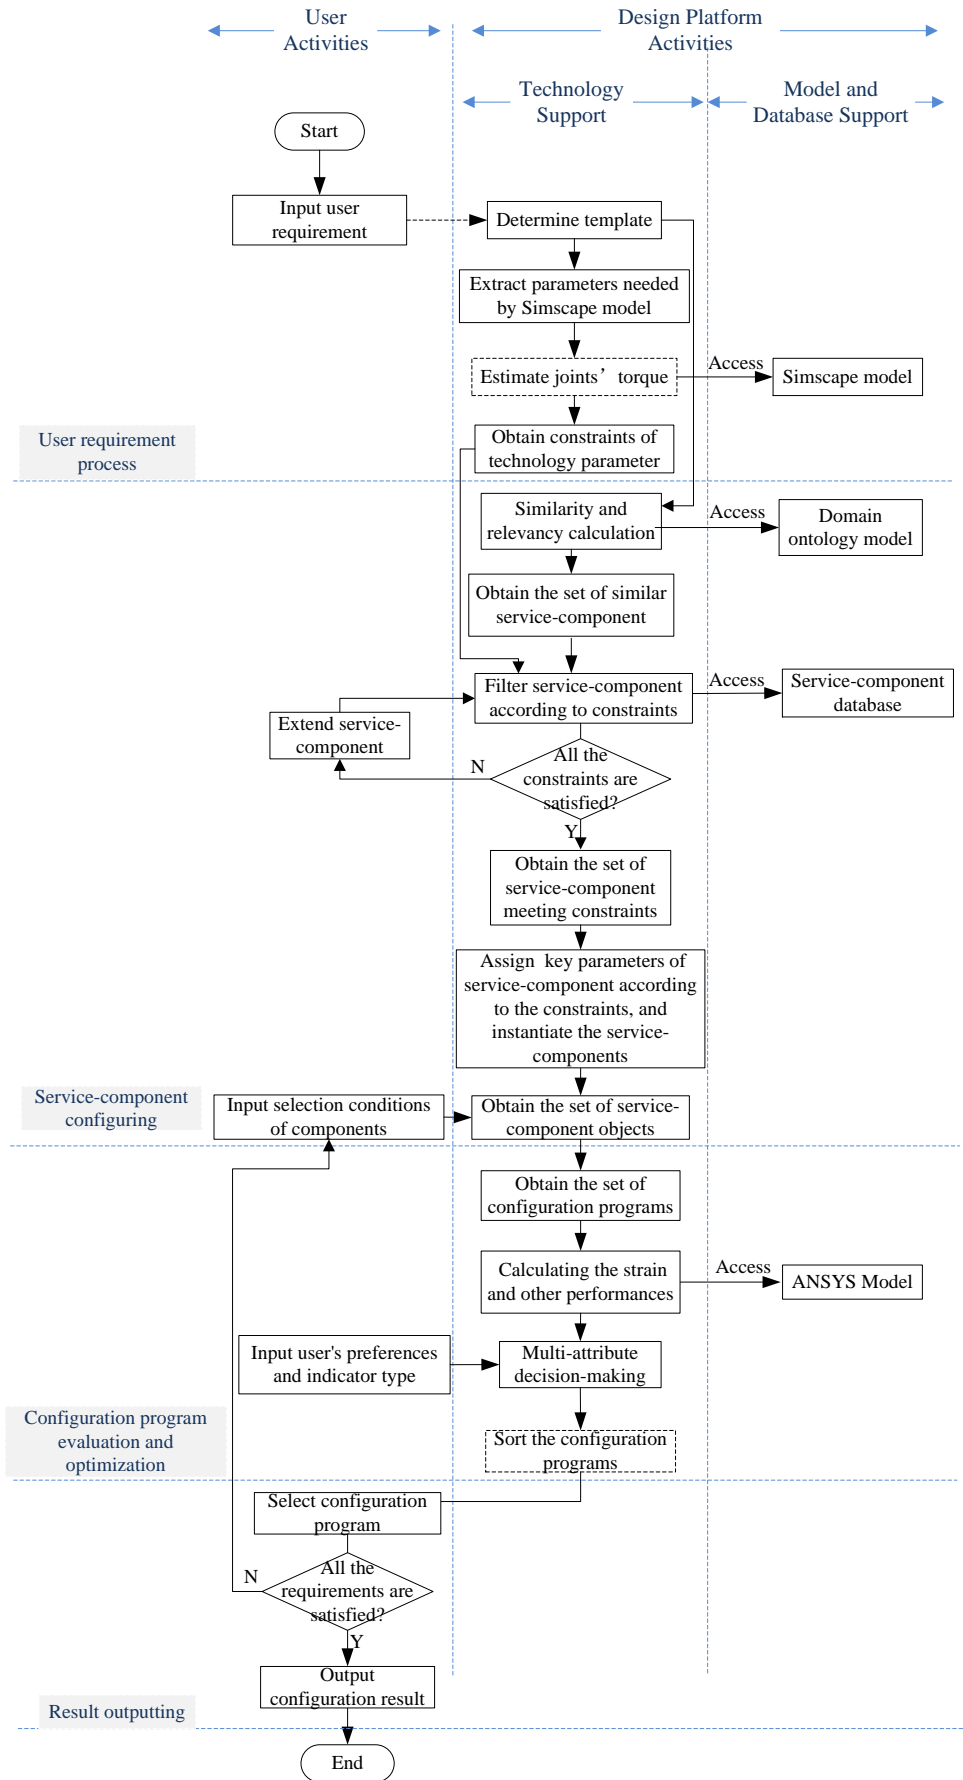 User
Activities
Design Platform
Activities
Technology
Support
Model and
Database Support
Start
Input user
requirement
Determine template
Extract parameters needed
by Simscape model
Estimate joints’ torque
Access
Simscape model
User requirement
process
Obtain constraints of
technology parameter
Similarity and
relevancy calculation
Access
Domain
ontology model
Obtain the set of similar
service-component
Filter service-component
according to constraints
Access
Service-component
database
Extend service-
component
N
All the
constraints are
satisfied?
Y
Obtain the set of
service-component
meeting constraints
Assign key parameters of
service-component according
to the constraints, and
instantiate the service-
components
Service-component
configuring
Input selection conditions
of components
Obtain the set of service-
component objects
Obtain the set of
configuration programs
Calculating the strain
and other performances
Access
ANSYS Model
Input user's preferences
and indicator type
Multi-attribute
decision-making
Configuration program
evaluation and
optimization
Sort the configuration
programs
Select configuration
program
N
All the
requirements are
satisfied?
Y
Output
configuration result
Result outputting
End